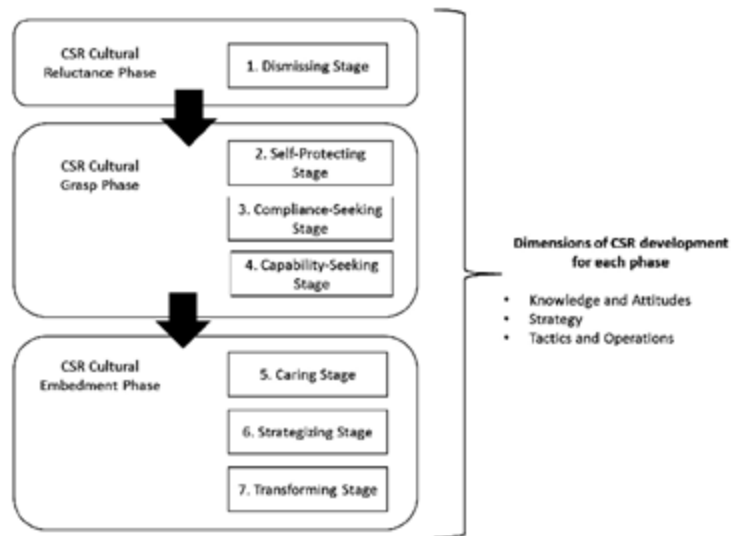 CSR Cultural
Reluctance Phase
1. Dismissing Stage
CSR Cultural
Grasp Phase
2. Self-Protecting
Stage
3. Compliance-Seeking
Stage
4. Capability-Seeking
Stage
CSR Cultural
Embedment Phase
5. Caring Stage
6. Strategizing Stage
7. Transforming Stage
Dimensions of CSR development
for each phase
• Knowledge and Attitudes
• Strategy
• Tactics and Operations